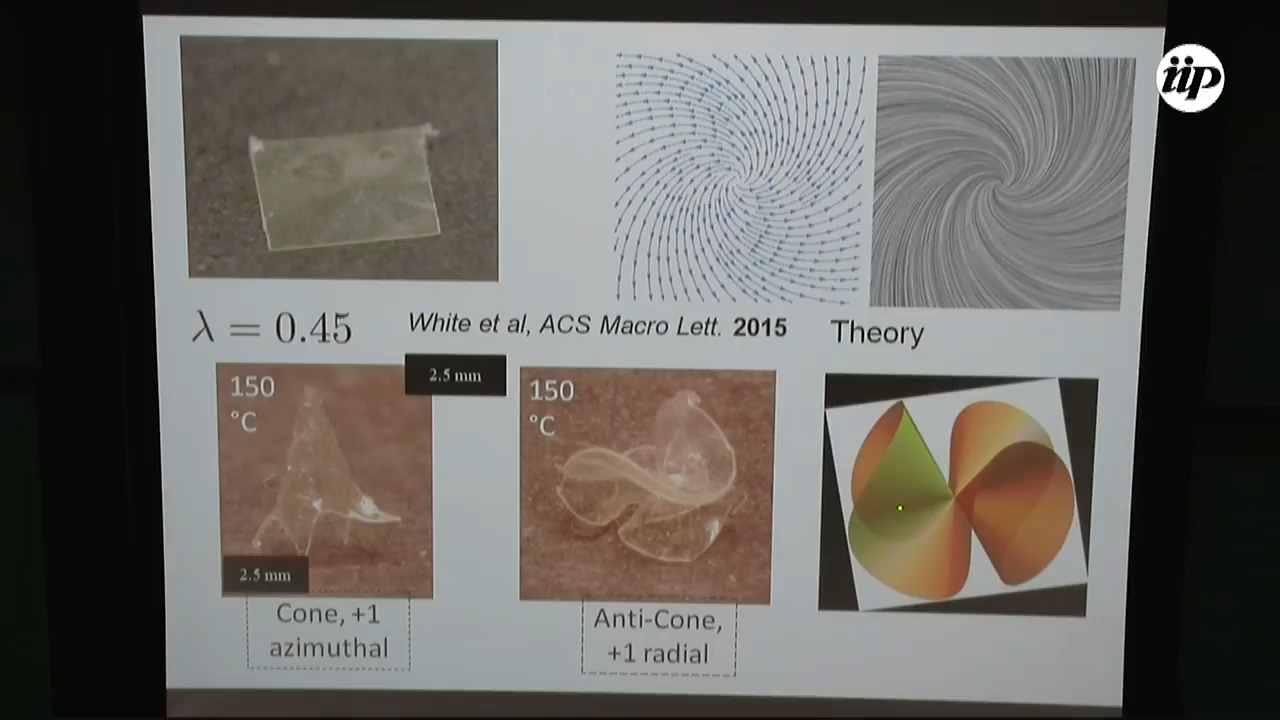 iip
λ = 0.45
White et al, ACS Macro Lett. 2015
Theory
150
°C
2.5 mm
150
°C
2.5 mm
Cone, +1
azimuthal
Anti-Cone,
+1 radial